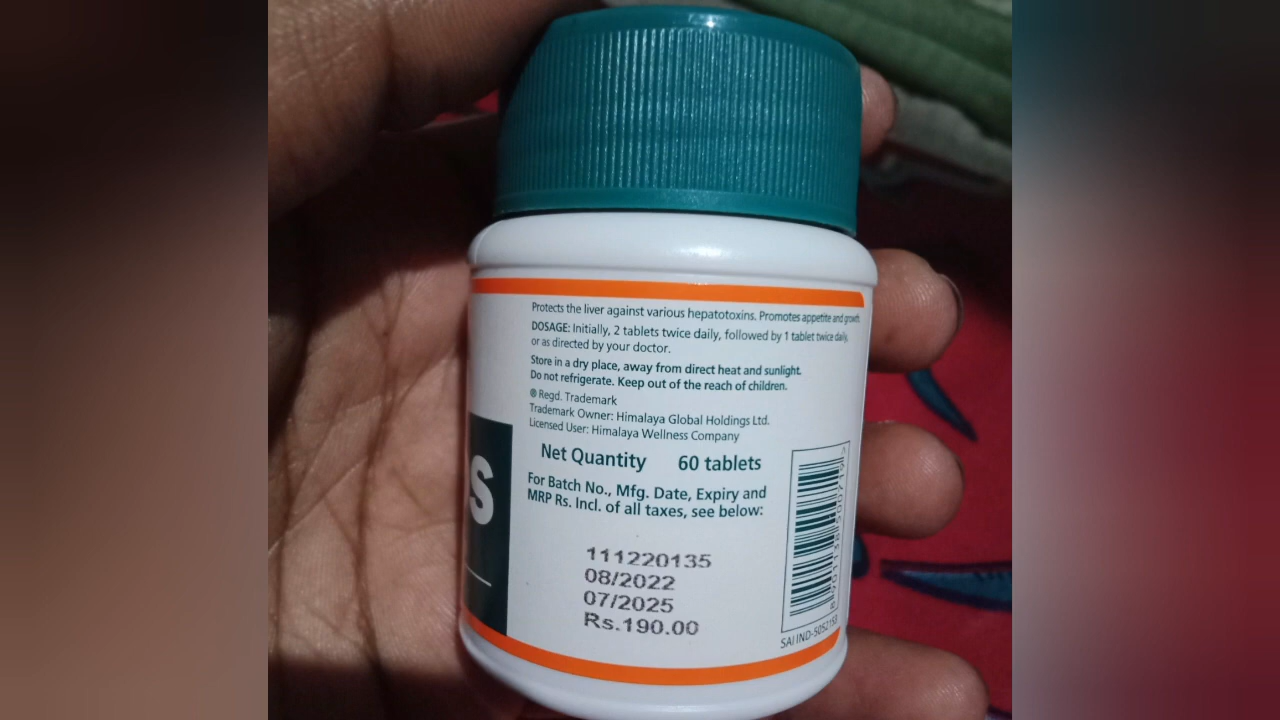 Protects the liver against various hepatotoxins. Promotes appetite and growth.
DOSAGE: Initially, 2 tablets twice daily, followed by 1 tablet twice daily,
or as directed by your doctor.
Store in a dry place, away from direct heat and sunlight.
Do not refrigerate. Keep out of the reach of children.
® Regd. Trademark
Trademark Owner: Himalaya Global Holdings Ltd.
Licensed User: Himalaya Wellness Company
S
Net Quantity 60 tablets
For Batch No., Mfg. Date, Expiry and
MRP Rs. Incl. of all taxes, see below:
111220135
08/2022
07/2025
Rs.190.00